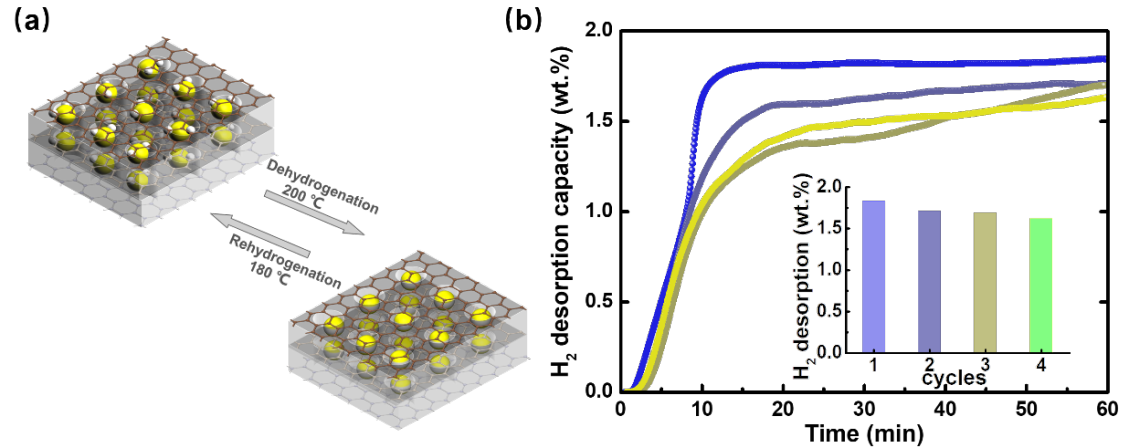 (a)
Dehydrogenation
200 ℃
Rehydrogenation
180 ℃
(b)
H2 desorption capacity (wt.%)
2.0
1.5
1.0
0.5
0.0
0 10 20 30 40 50 60
Time (min)
H2 desorption (wt.%)
2.0
1.5
1.0
0.5
0.0
1 2 3 4
cycles